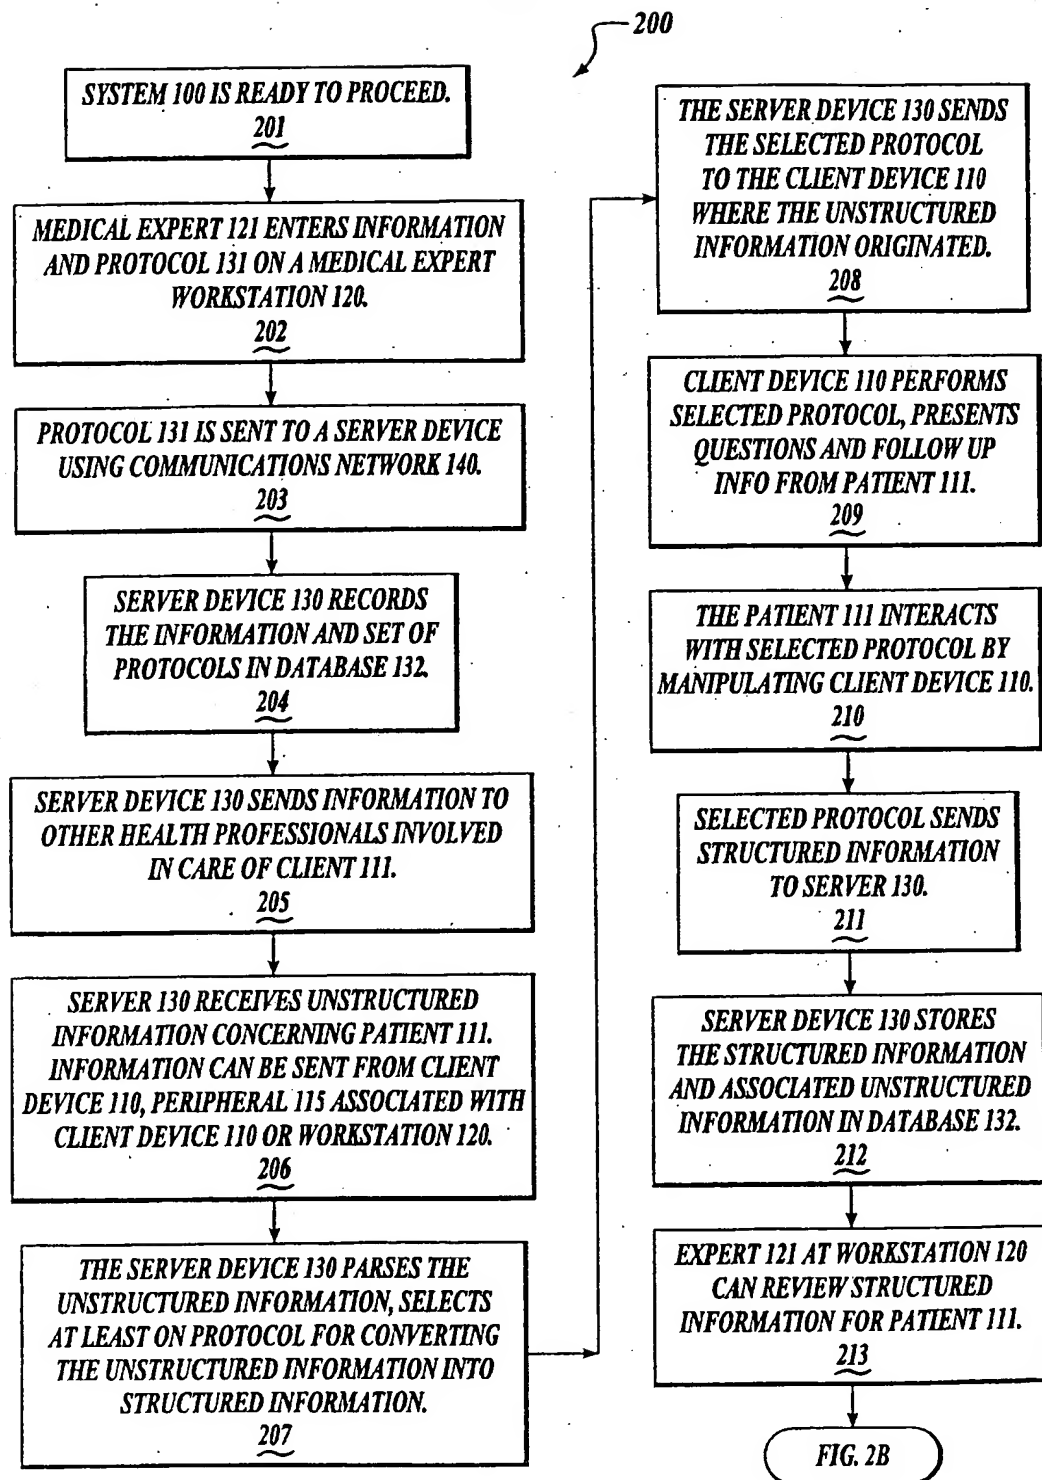 200
SYSTEM 100 IS READY TO PROCEED.
201
MEDICAL EXPERT 121 ENTERS INFORMATION
AND PROTOCOL 131 ON A MEDICAL EXPERT
WORKSTATION 120.
202
PROTOCOL 131 IS SENT TO A SERVER DEVICE
USING COMMUNICATIONS NETWORK 140.
203
SERVER DEVICE 130 RECORDS
THE INFORMATION AND SET OF
PROTOCOLS IN DATABASE 132.
204
SERVER DEVICE 130 SENDS INFORMATION TO
OTHER HEALTH PROFESSIONALS INVOLVED
IN CARE OF CLIENT 111.
205
SERVER 130 RECEIVES UNSTRUCTURED
INFORMATION CONCERNING PATIENT 111.
INFORMATION CAN BE SENT FROM CLIENT
DEVICE 110, PERIPHERAL 115 ASSOCIATED WITH
CLIENT DEVICE 110 OR WORKSTATION 120.
206
THE SERVER DEVICE 130 PARSES THE
UNSTRUCTURED INFORMATION, SELECTS
AT LEAST ON PROTOCOL FOR CONVERTING
THE UNSTRUCTURED INFORMATION INTO
STRUCTURED INFORMATION.
207
THE SERVER DEVICE 130 SENDS
THE SELECTED PROTOCOL
TO THE CLIENT DEVICE 110
WHERE THE UNSTRUCTURED
INFORMATION ORIGINATED.
208
CLIENT DEVICE 110 PERFORMS
SELECTED PROTOCOL, PRESENTS
QUESTIONS AND FOLLOW UP
INFO FROM PATIENT 111.
209
THE PATIENT 111 INTERACTS
WITH SELECTED PROTOCOL BY
MANIPULATING CLIENT DEVICE 110.
210
SELECTED PROTOCOL SENDS
STRUCTURED INFORMATION
TO SERVER 130.
211
SERVER DEVICE 130 STORES
THE STRUCTURED INFORMATION
AND ASSOCIATED UNSTRUCTURED
INFORMATION IN DATABASE 132.
212
EXPERT 121 AT WORKSTATION 120
CAN REVIEW STRUCTURED
INFORMATION FOR PATIENT 111.
213
FIG. 2B